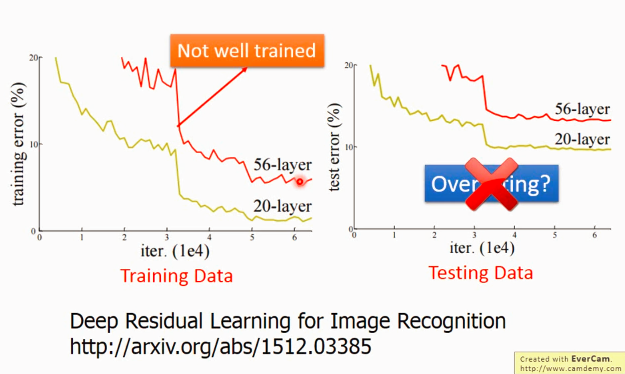 Not well trained
20
10
0
training error (%)
56-layer
20-layer
0 1 2 3 4 5 6
iter. (1e4)
Training Data
20
10
0
test error (%)
56-layer
20-layer
0 1 2 3 4 5 6
iter. (1e4)
Testing Data
Deep Residual Learning for Image Recognition
http://arxiv.org/abs/1512.03385
Created with EverCam.
http://www.camdemy.com